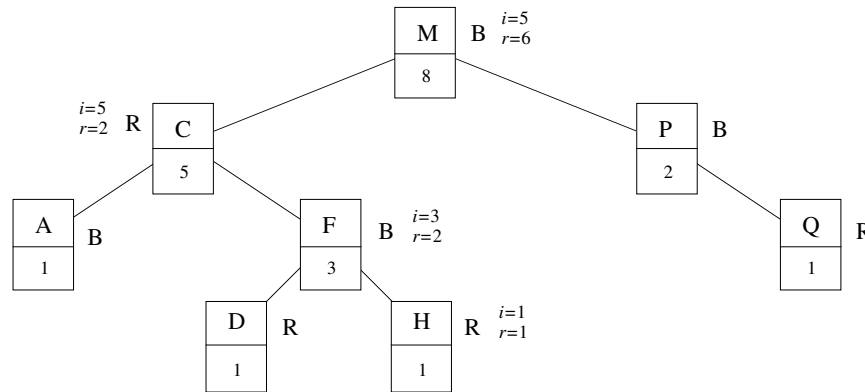 M B i=5
r=6
8
i=5
r=2 R C
5
P B
2
A B
1
F B i=3
r=2
3
Q R
1
D R
1
H R i=1
r=1
1